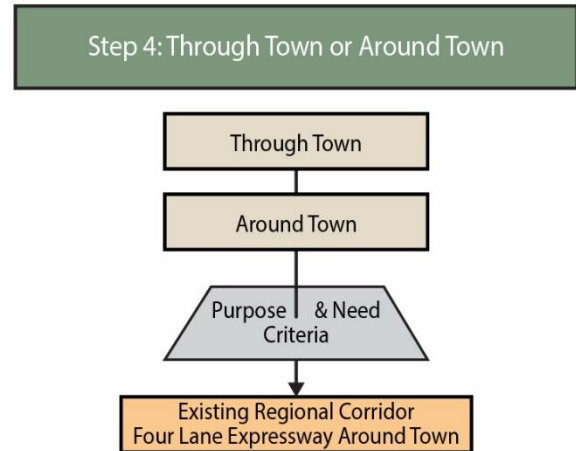 Step 4: Through Town or Around Town
Through Town
Around Town
Purpose & Need
Criteria
Existing Regional Corridor
Four Lane Expressway Around Town